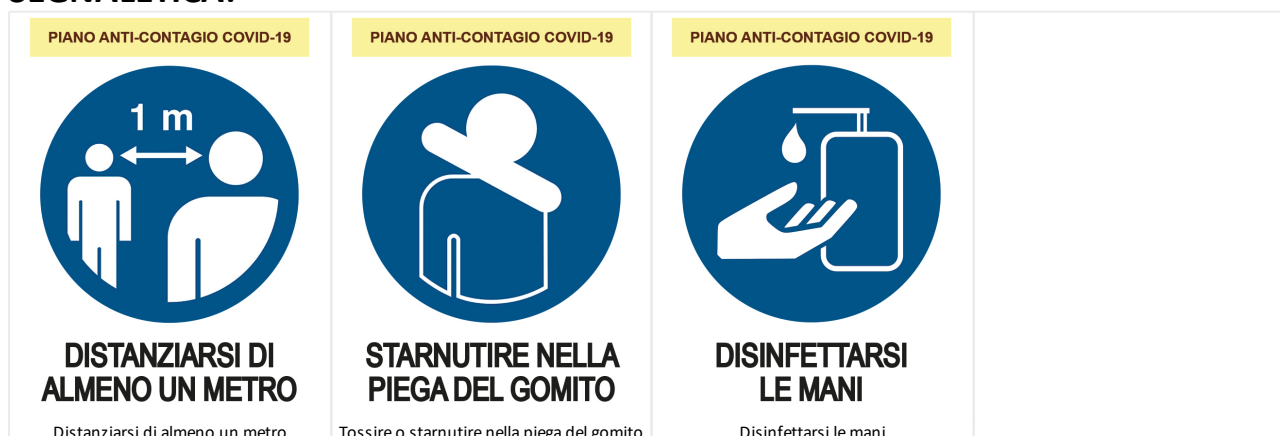 SEGNALETICA:
PIANO ANTI-CONTAGIO COVID-19
1 m
DISTANZIARSI DI
ALMENO UN METRO
Distanziarsi di almeno un metro
PIANO ANTI-CONTAGIO COVID-19
STARNUTIRE NELLA
PIEGA DEL GOMITO
Tossire o starnutire nella piega del gomito
PIANO ANTI-CONTAGIO COVID-19
DISINFETTARSI
LE MANI
Disinfettarsi le mani